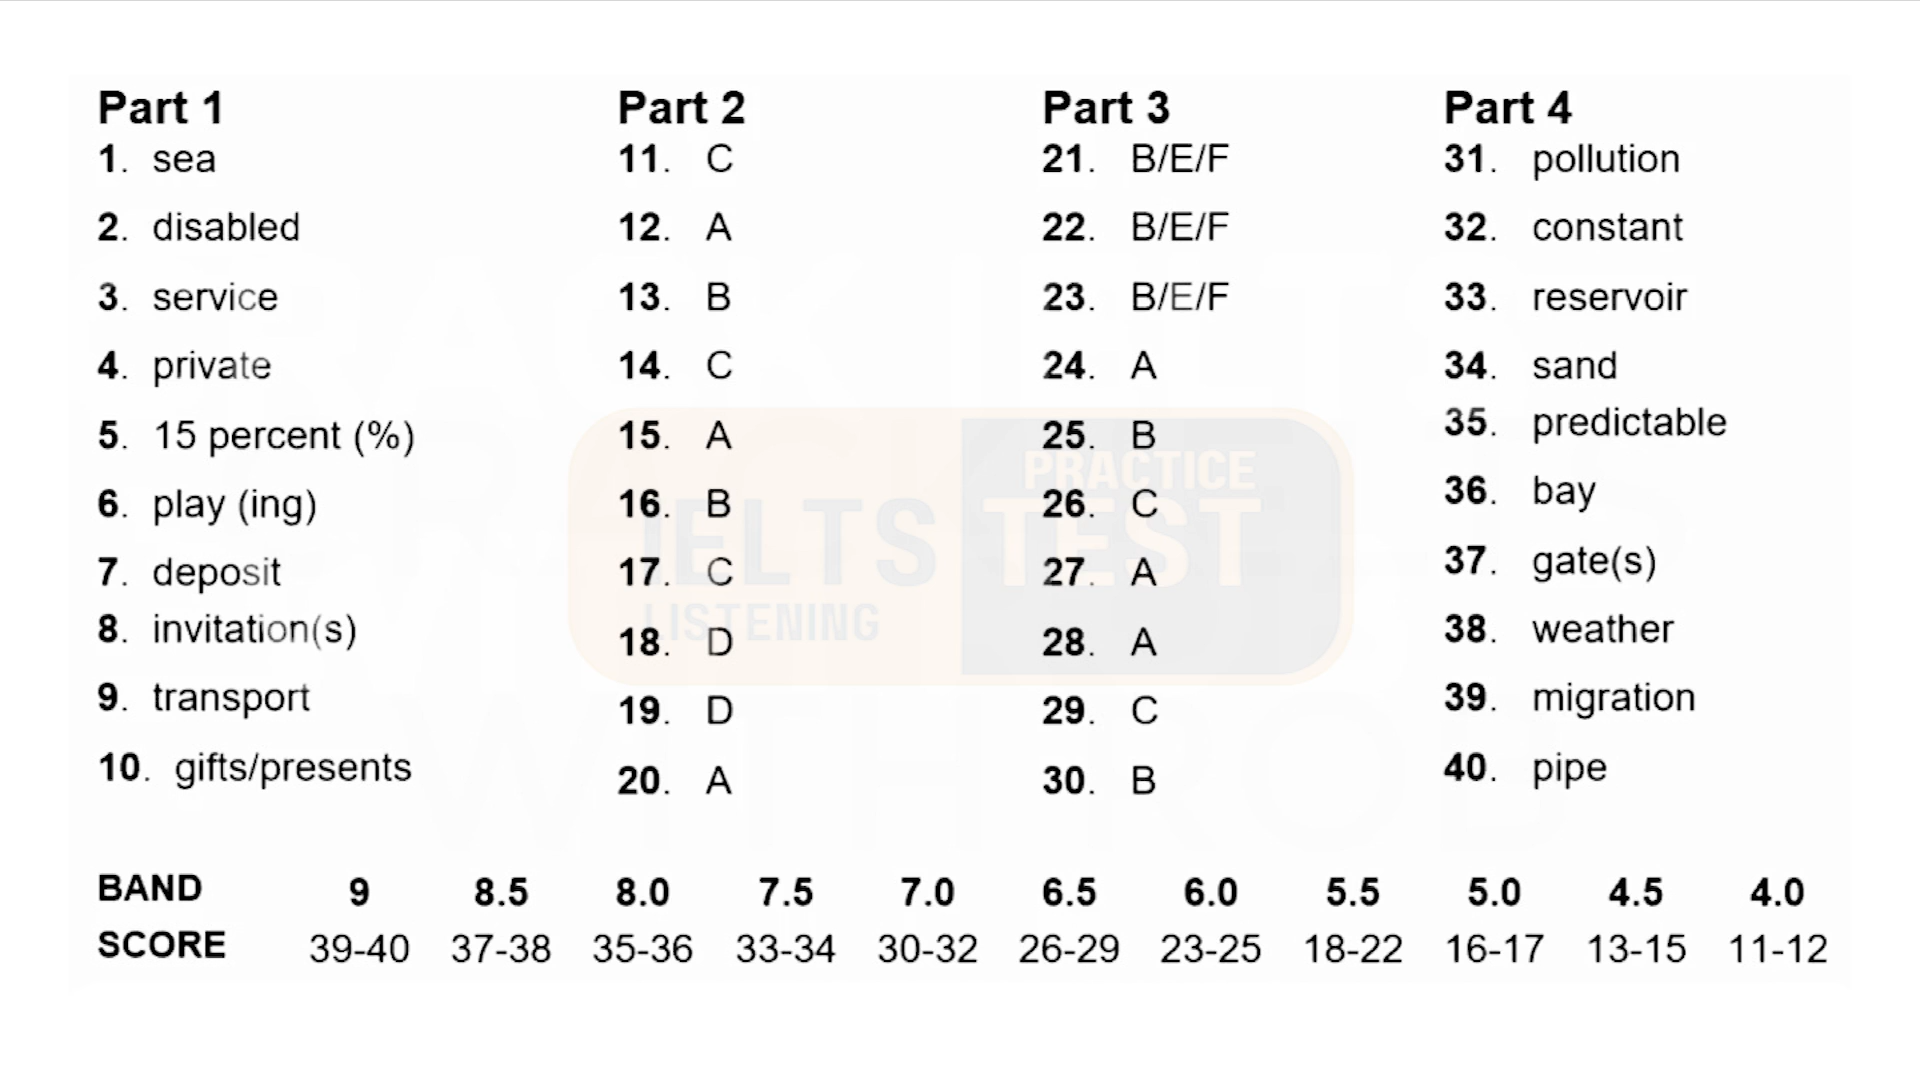 Part 1
1. sea
2. disabled
3. service
4. private
5. 15 percent (%)
6. play (ing)
7. deposit
8. invitation(s)
9. transport
10. gifts/presents
Part 2
11. C
12. A
13. B
14. C
15. A
16. B
17. C
18. D
19. D
20. A
Part 3
21. B/E/F
22. B/E/F
23. B/E/F
24. A
25. B
26. C
27. A
28. A
29. C
30. B
Part 4
31. pollution
32. constant
33. reservoir
34. sand
35. predictable
36. bay
37. gate(s)
38. weather
39. migration
40. pipe
IELTS
LISTENING
PRACTICE
TEST
BAND 9 8.5 8.0 7.5 7.0 6.5 6.0 5.5 5.0 4.5 4.0
SCORE 39-40 37-38 35-36 33-34 30-32 26-29 23-25 18-22 16-17 13-15 11-12